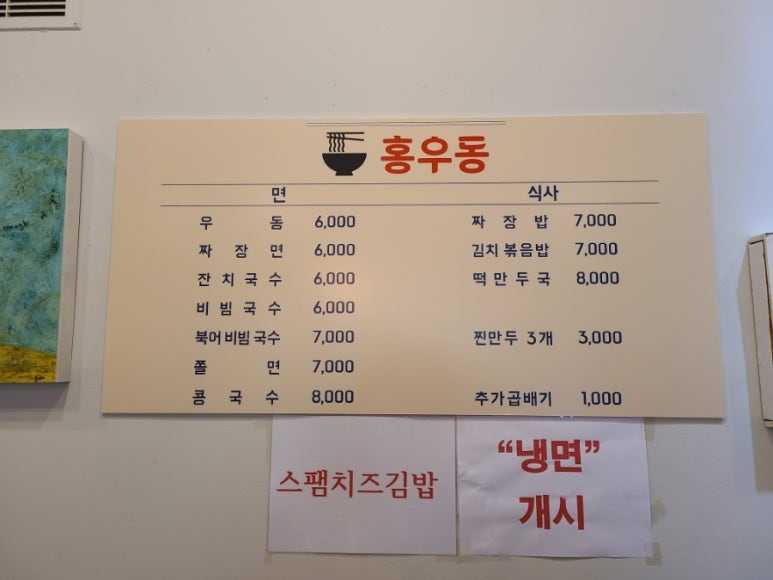 홍우동
면 식사
우 동 6,000 짜 장 밥 7,000
짜 장 면 6,000 김치 볶음밥 7,000
잔 치 국 수 6,000 떡 만 두 국 8,000
비 빔 국 수 6,000
북어 비빔 국수 7,000 찐만두 3개 3,000
쫄 면 7,000
콩 국 수 8,000 추가곱배기 1,000
스팸치즈김밥
“냉면”
개시